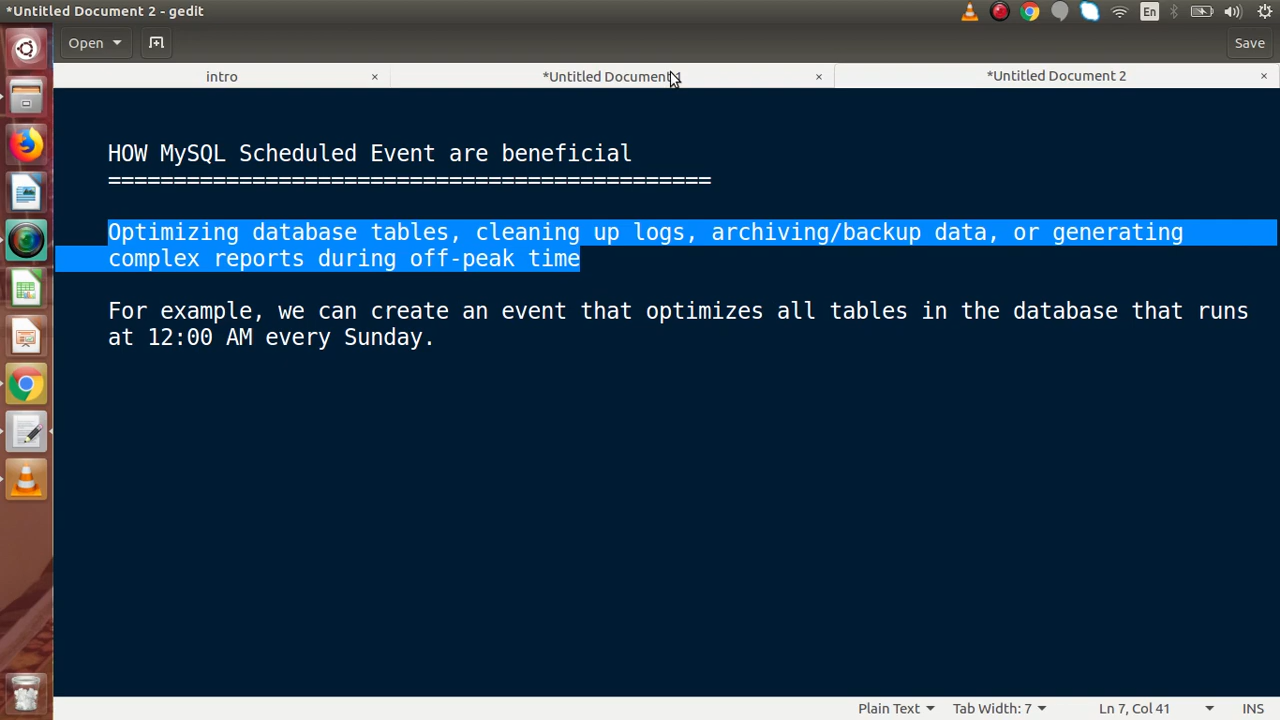 *Untitled Document 2 - gedit
En
Open
Save
intro
*Untitled Document 1
*Untitled Document 2
HOW MySQL Scheduled Event are beneficial
==============================================
Optimizing database tables, cleaning up logs, archiving/backup data, or generating
complex reports during off-peak time
For example, we can create an event that optimizes all tables in the database that runs
at 12:00 AM every Sunday.
Plain Text
Tab Width: 7
Ln 7, Col 41
INS